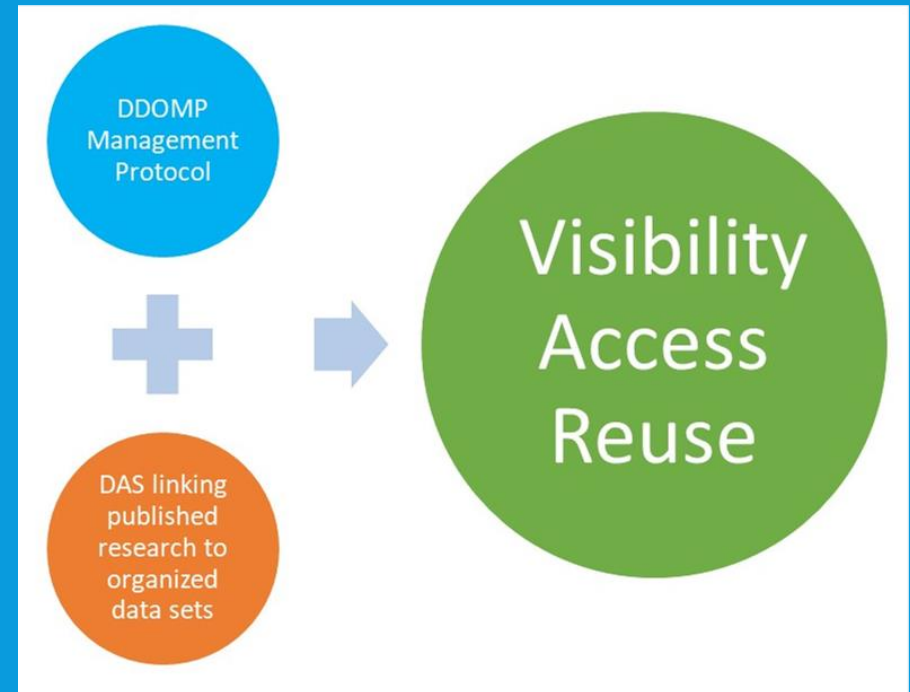 DDOMP
Management
Protocol
DAS linking
published
research to
organized
data sets
Visibility
Access
Reuse